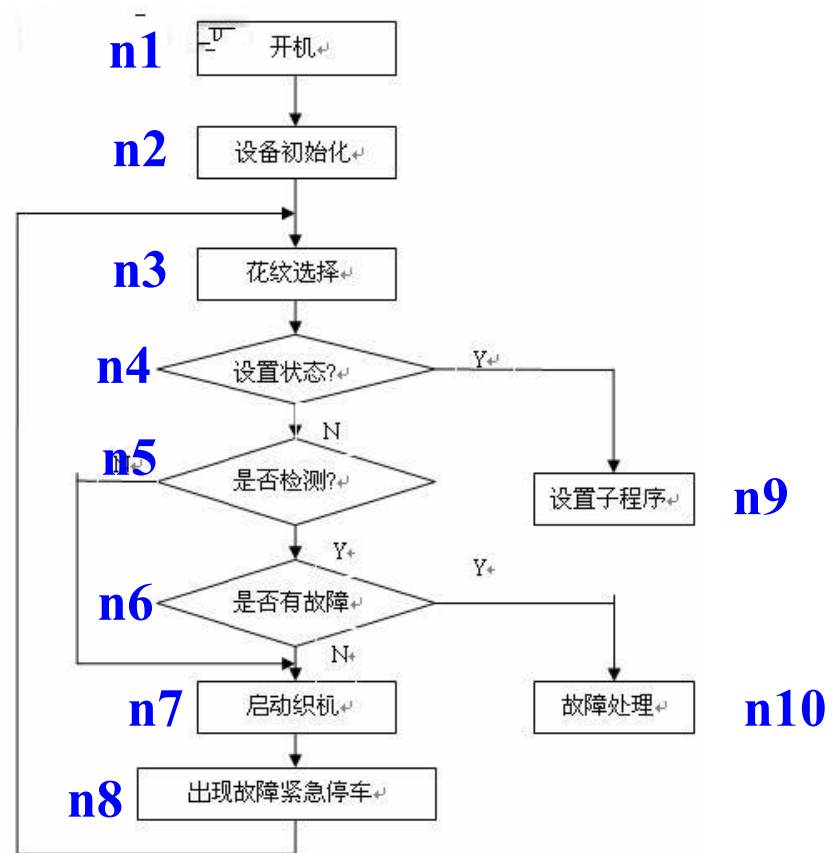 n1
开机
n2
设备初始化
n3
花纹选择
n4
设置状态?
Y
N
n5
N
是否检测?
设置子程序
n9
Y
Y
n6
是否有故障
N
n7
启动织机
故障处理
n10
n8
出现故障紧急停车